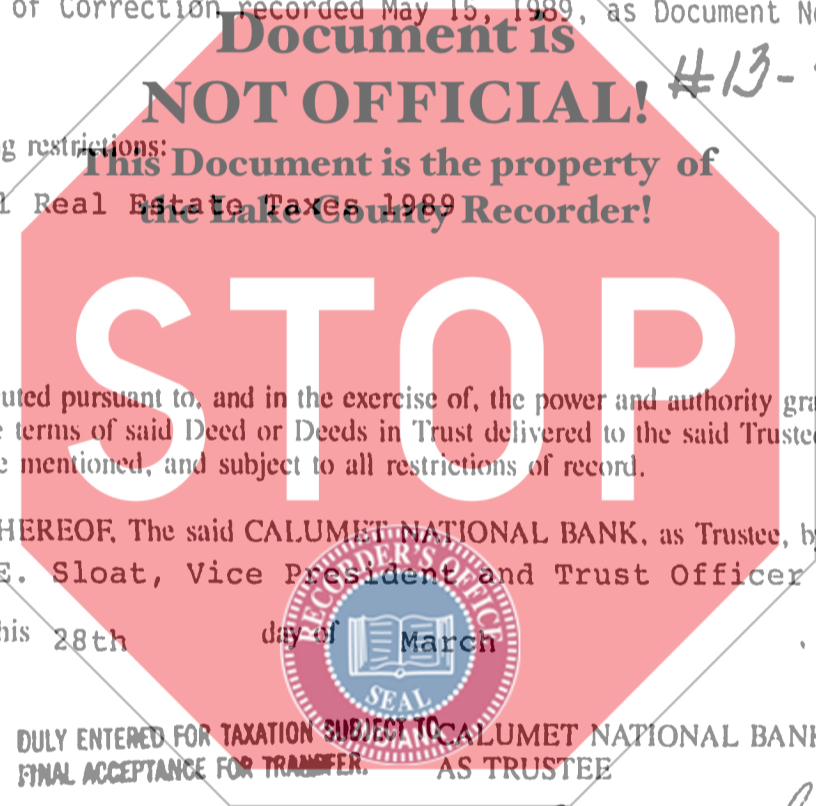 of Correction recorded May 15, 1989, as Document No
Document is
NOT OFFICIAL!
#13-
g restrictions:
This Document is the property of
l Real Estate Taxes 1989
the Lake County Recorder!
STOP
uted pursuant to, and in the exercise of, the power and authority gra
e terms of said Deed or Deeds in Trust delivered to the said Trustee
e mentioned, and subject to all restrictions of record.
HEREOF, The said CALUMET NATIONAL BANK, as Trustee, by
E. Sloat, Vice President and Trust Officer
RECORDER'S OFFICE
his 28th day of March
SEAL
DULY ENTERED FOR TAXATION SUBJECT TO CALUMET NATIONAL BANK
FINAL ACCEPTANCE FOR TRANSFER. AS TRUSTEE